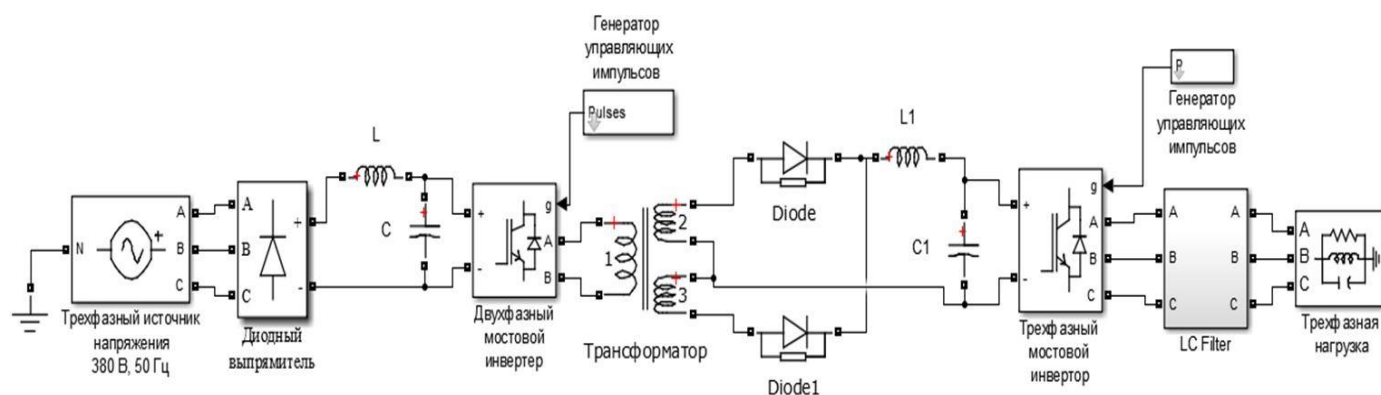 Генератор
управляющих
импульсов
Pulses
L
C
g
+
-
A
B
N
+
A
B
C
A
B
C
+
-
Трехфазный источник
напряжения
380 В, 50 Гц
Диодный
выпрямитель
Двухфазный
мостовой
инвертер
1
2
3
Трансформатор
Diode
Diode1
L1
C1
P
Генератор
управляющих
импульсов
g
+
-
A
B
C
Трехфазный
мостовой
инвертор
A
B
C
A
B
C
LC Filter
A
B
C
Трехфазная
нагрузка